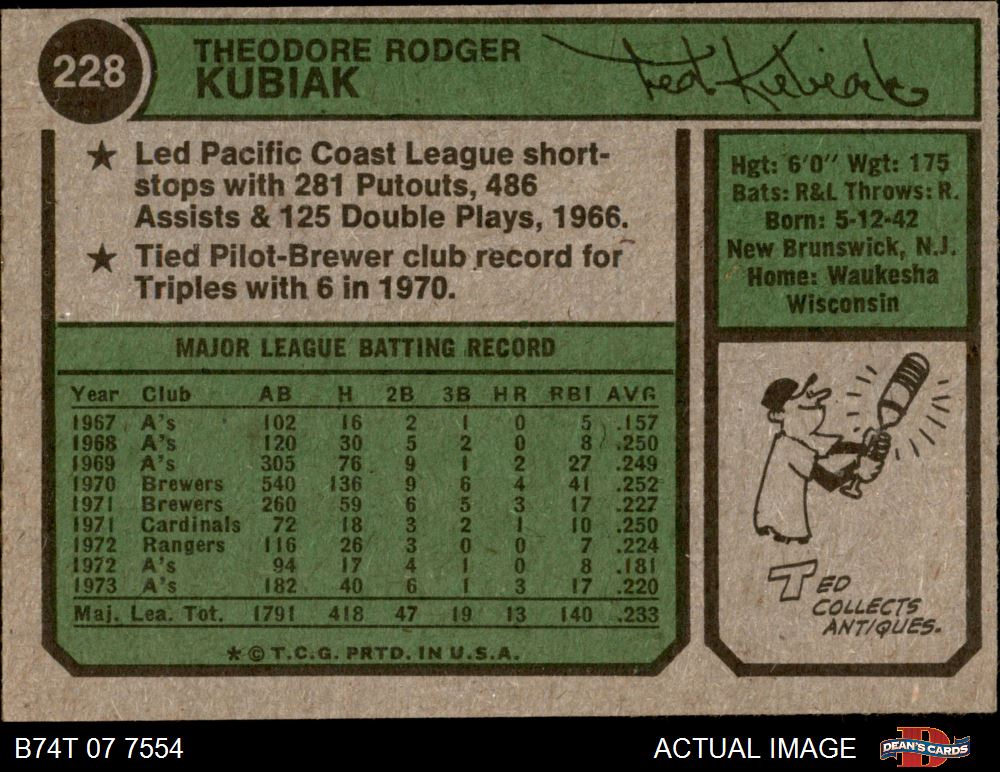 228
THEODORE RODGER
KUBIAK
Ted Kubiak
★ Led Pacific Coast League short-
stops with 281 Putouts, 486
Assists & 125 Double Plays, 1966.
★ Tied Pilot-Brewer club record for
Triples with 6 in 1970.
Hgt: 6'0" Wgt: 175
Bats: R&L Throws: R.
Born: 5-12-42
New Brunswick, N.J.
Home: Waukesha
Wisconsin
MAJOR LEAGUE BATTING RECORD
Year Club AB H 2B 3B HR RBI AVG
1967 A's 102 16 2 1 0 5 .157
1968 A's 120 30 5 2 0 8 .250
1969 A's 305 76 9 1 2 27 .249
1970 Brewers 540 136 9 6 4 41 .252
1971 Brewers 260 59 6 5 3 17 .227
1971 Cardinals 72 18 3 2 1 10 .250
1972 Rangers 116 26 3 0 0 7 .224
1972 A's 94 17 4 1 0 8 .181
1973 A's 182 40 6 1 3 17 .220
Maj. Lea. Tot. 1791 418 47 19 13 140 .233
* © T.C.G. PRTD. IN U.S.A.
TED
COLLECTS
ANTIQUES.
B74T 07 7554
ACTUAL IMAGE
D
DEAN'S CARDS